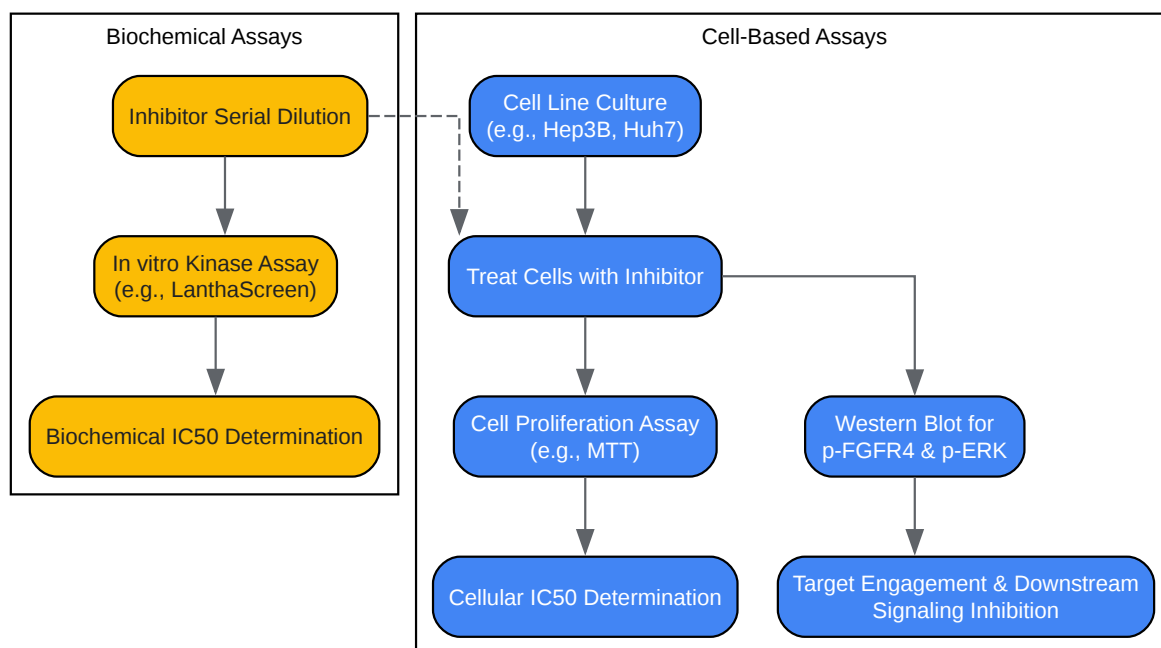 Biochemical Assays
Inhibitor Serial Dilution
In vitro Kinase Assay
(e.g., LanthaScreen)
Biochemical IC50 Determination
Cell-Based Assays
Cell Line Culture
(e.g., Hep3B, Huh7)
Treat Cells with Inhibitor
Cell Proliferation Assay
(e.g., MTT)
Western Blot for
p-FGFR4 & p-ERK
Cellular IC50 Determination
Target Engagement & Downstream
Signaling Inhibition